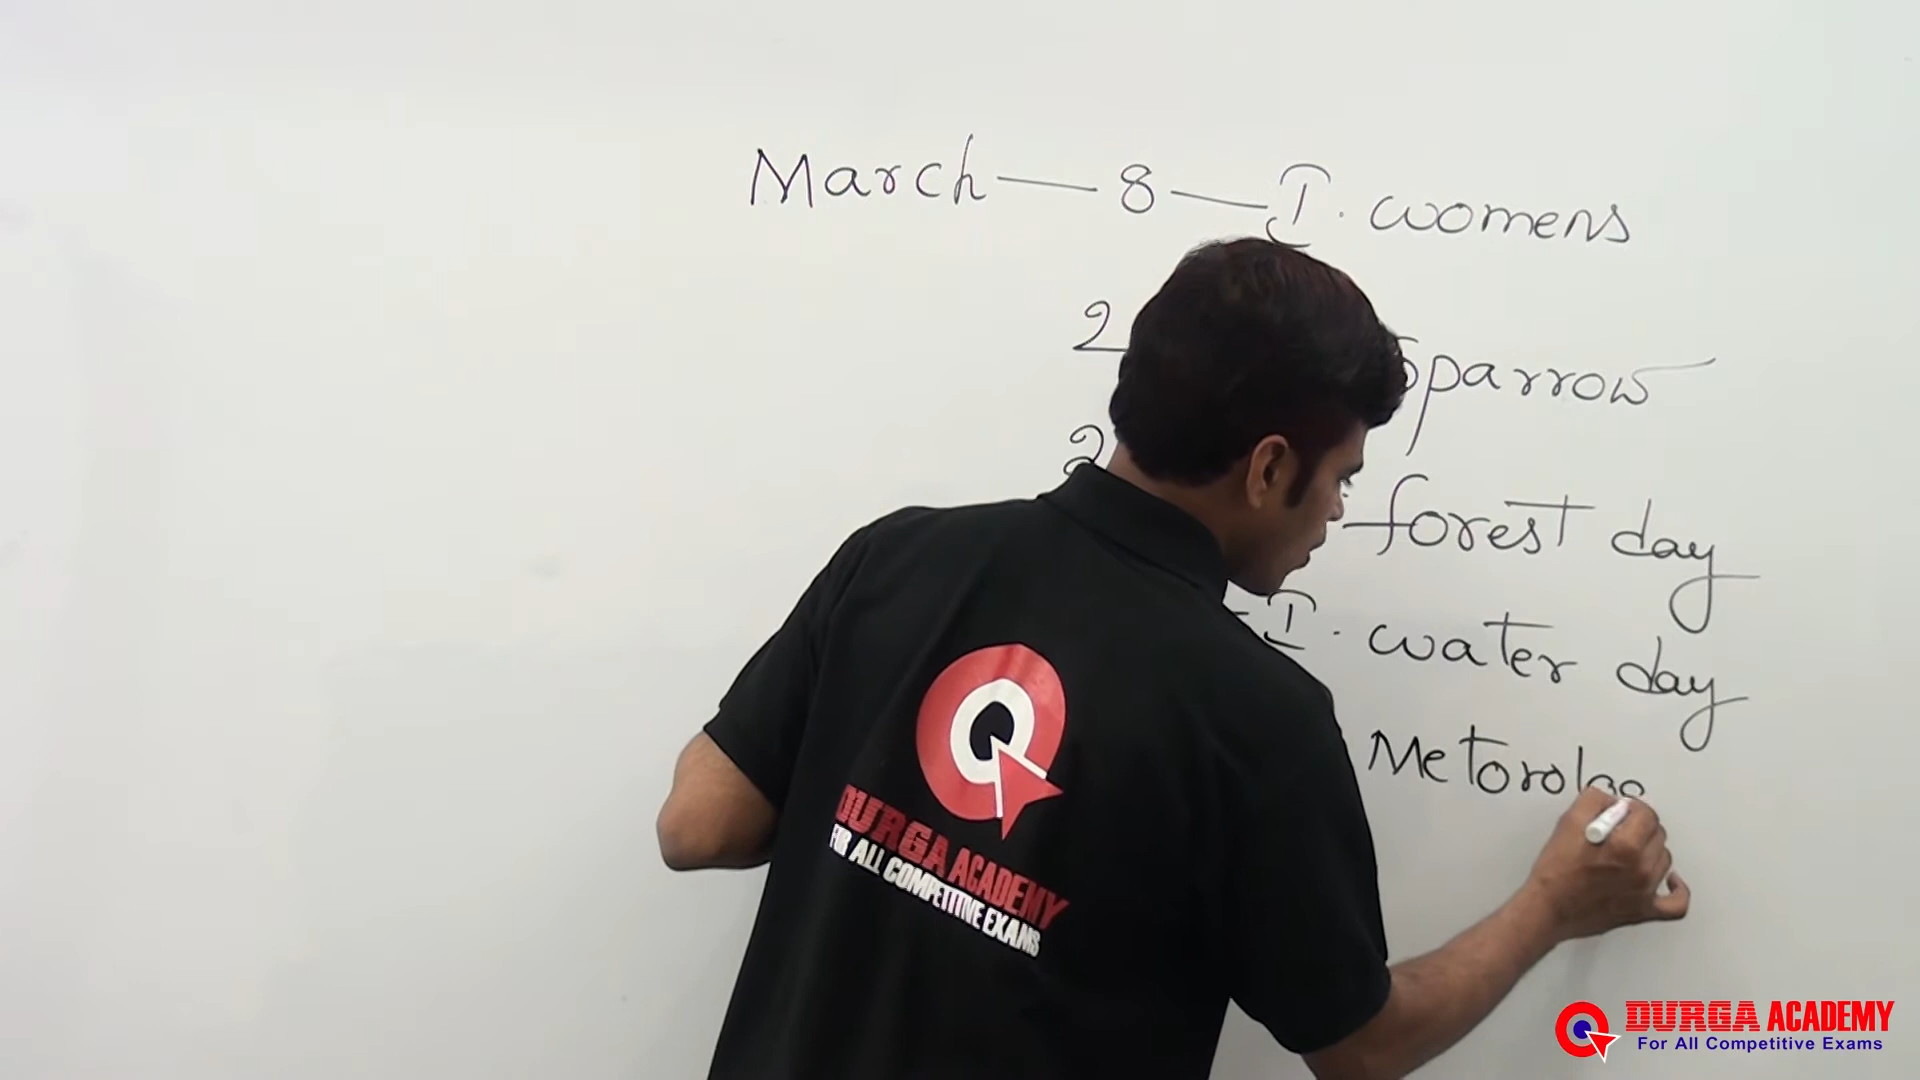 March — 8 — I. womens
2 Sparrow
2 forest day
- I. water day
Metorolog
DURGA ACADEMY
FOR ALL COMPETITIVE EXAMS
DURGA ACADEMY
For All Competitive Exams